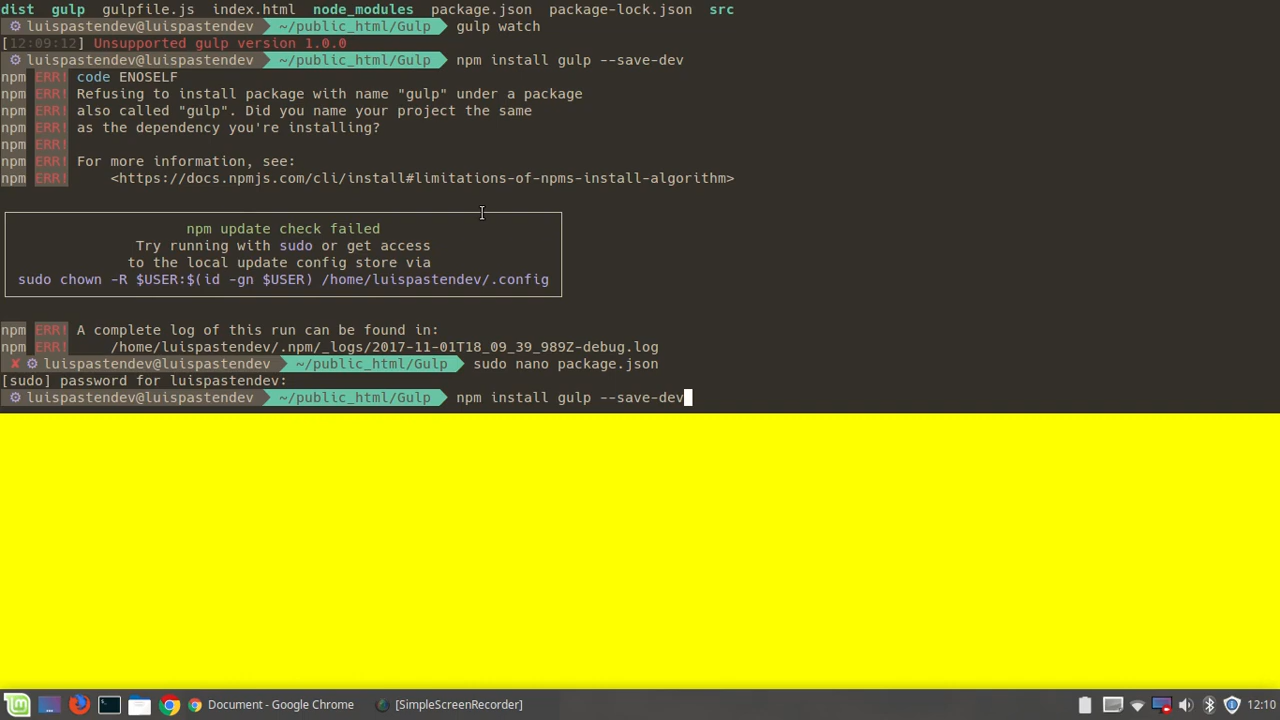 dist gulp gulpfile.js index.html node_modules package.json package-lock.json src
luispastendev@luispastendev ~/public_html/Gulp gulp watch
[12:09:12] Unsupported gulp version 1.0.0
luispastendev@luispastendev ~/public_html/Gulp npm install gulp --save-dev
npm ERR! code ENOSELF
npm ERR! Refusing to install package with name "gulp" under a package
npm ERR! also called "gulp". Did you name your project the same
npm ERR! as the dependency you're installing?
npm ERR!
npm ERR! For more information, see:
npm ERR! <https://docs.npmjs.com/cli/install#limitations-of-npms-install-algorithm>
npm update check failed
Try running with sudo or get access
to the local update config store via
sudo chown -R $USER:$(id -gn $USER) /home/luispastendev/.config
npm ERR! A complete log of this run can be found in:
npm ERR! /home/luispastendev/.npm/_logs/2017-11-01T18_09_39_989Z-debug.log
✘ luispastendev@luispastendev ~/public_html/Gulp sudo nano package.json
[sudo] password for luispastendev:
luispastendev@luispastendev ~/public_html/Gulp npm install gulp --save-dev
Document - Google Chrome [SimpleScreenRecorder] 12:10